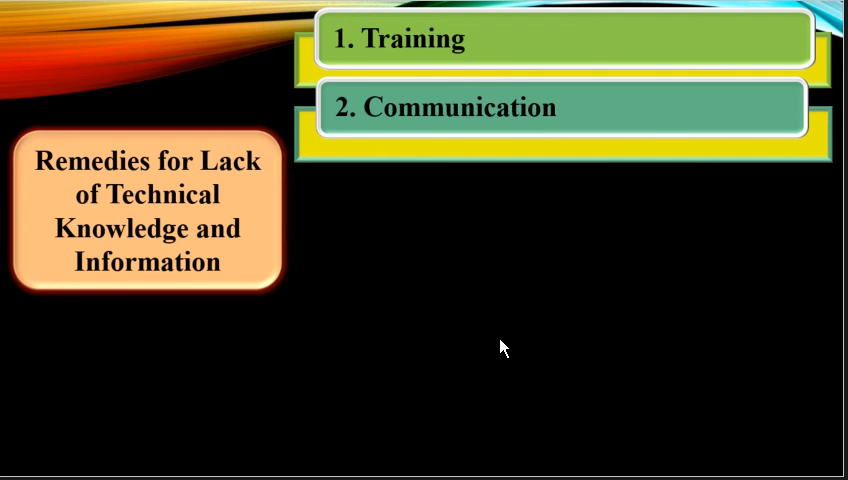 1. Training
2. Communication
Remedies for Lack
of Technical
Knowledge and
Information